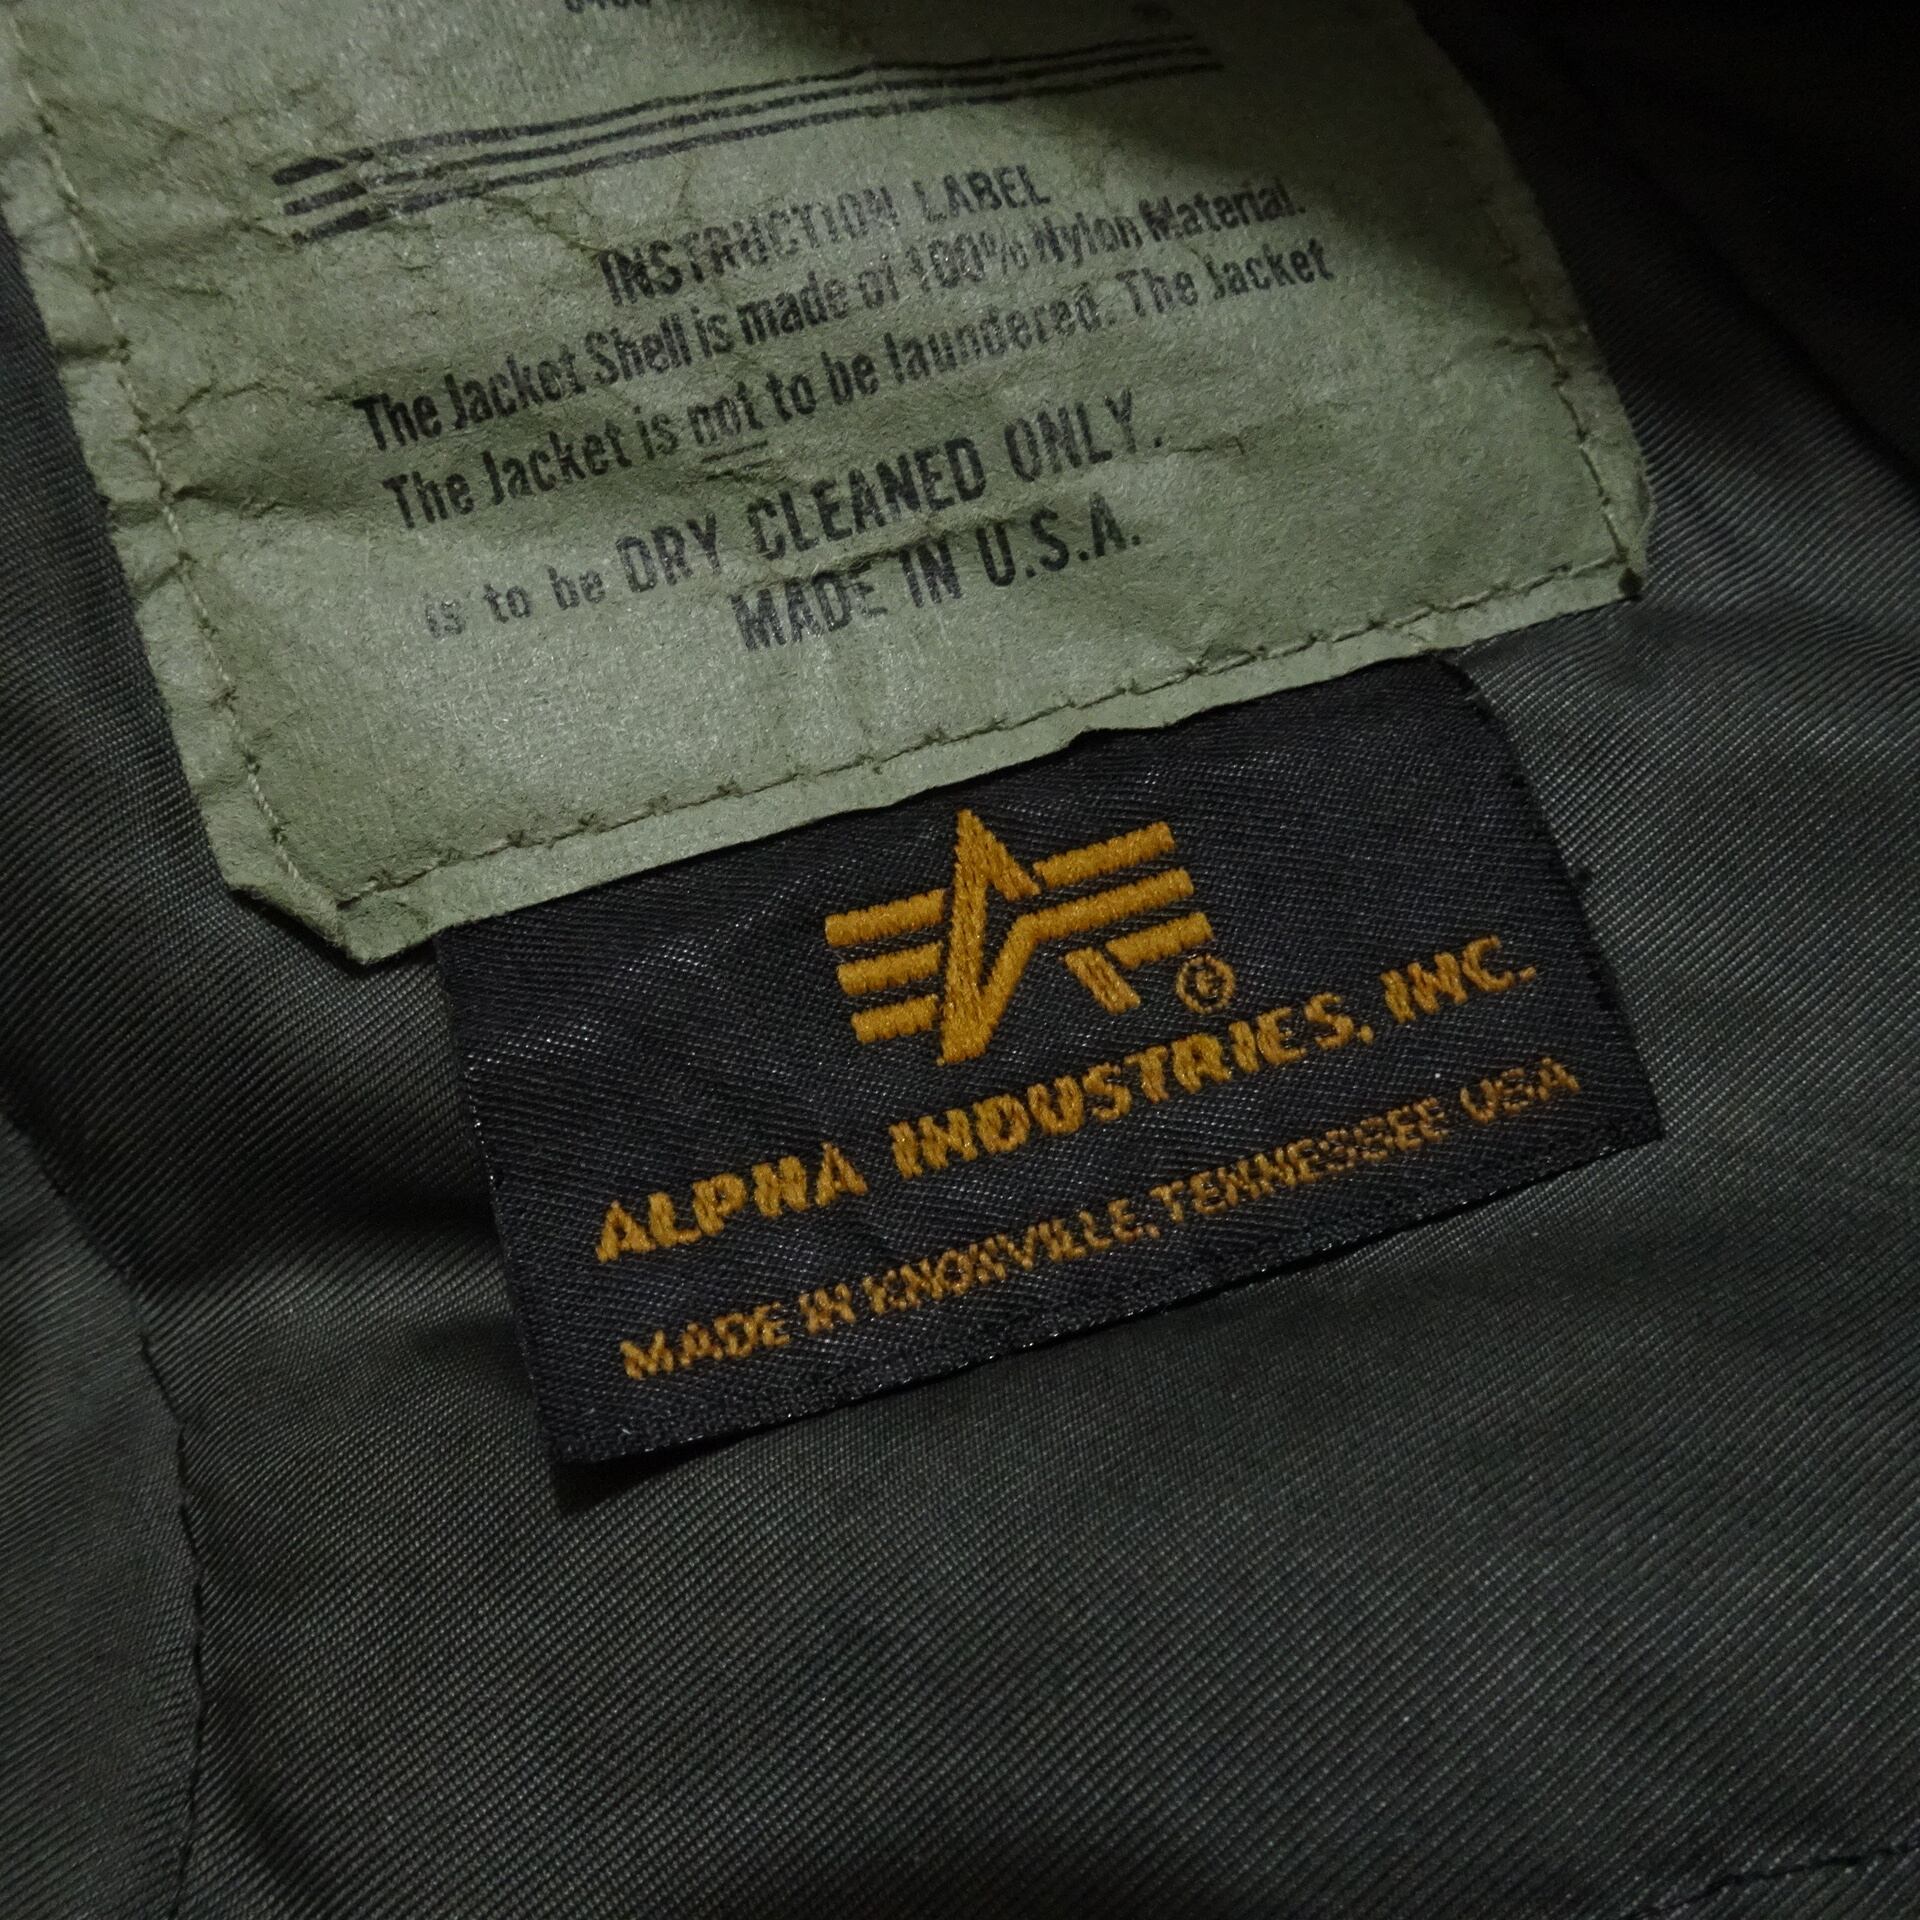 INSTRUCTION LABEL
The Jacket Shell is made of 100% Nylon Material.
The Jacket is not to be laundered. The Jacket
is to be DRY CLEANED ONLY.
MADE IN U.S.A.
®
ALPHA INDUSTRIES, INC.
MADE IN KNOXVILLE, TENNESSEE USA